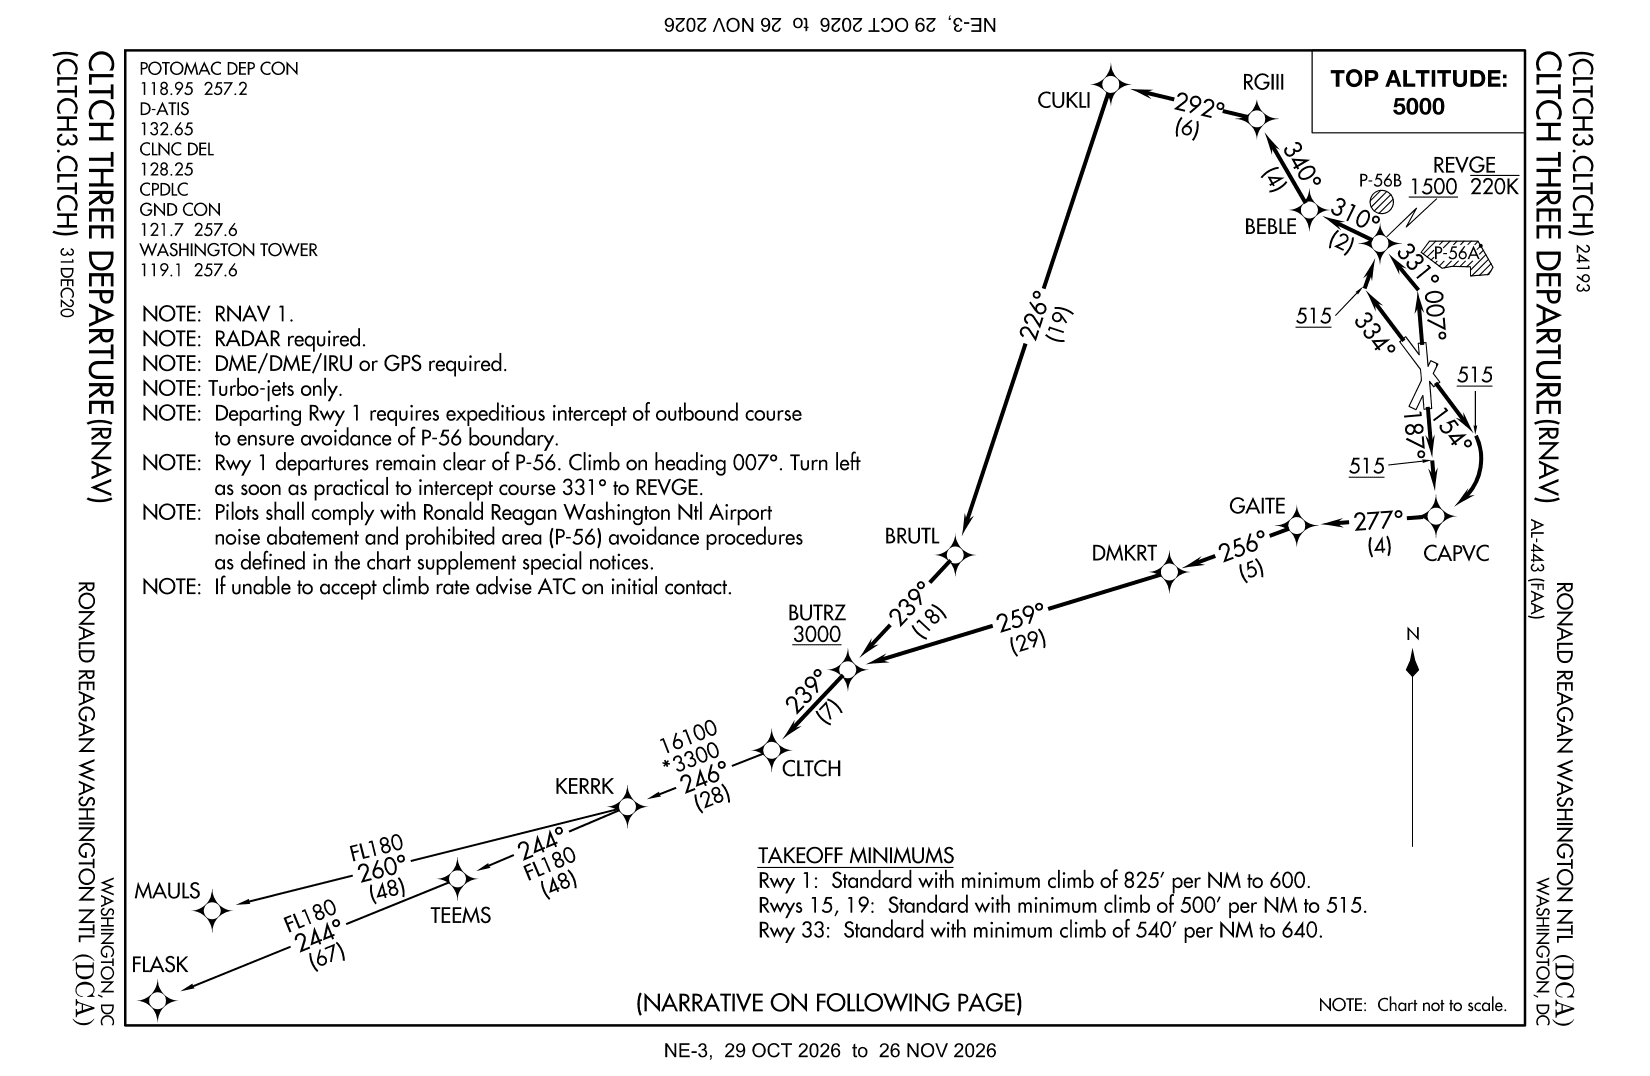 NE-3, 29 OCT 2026 to 26 NOV 2026
(CLTCH3.CLTCH) 31DEC20
CLTCH THREE DEPARTURE (RNAV)
RONALD REAGAN WASHINGTON NTL (DCA)
WASHINGTON, DC
POTOMAC DEP CON
118.95 257.2
D-ATIS
132.65
CLNC DEL
128.25
CPDLC
GND CON
121.7 257.6
WASHINGTON TOWER
119.1 257.6
NOTE: RNAV 1.
NOTE: RADAR required.
NOTE: DME/DME/IRU or GPS required.
NOTE: Turbo-jets only.
NOTE: Departing Rwy 1 requires expeditious intercept of outbound course
to ensure avoidance of P-56 boundary.
NOTE: Rwy 1 departures remain clear of P-56. Climb on heading 007°. Turn left
as soon as practical to intercept course 331° to REVGE.
NOTE: Pilots shall comply with Ronald Reagan Washington Ntl Airport
noise abatement and prohibited area (P-56) avoidance procedures
as defined in the chart supplement special notices.
NOTE: If unable to accept climb rate advise ATC on initial contact.
TOP ALTITUDE:
5000
RGIII
CUKLI
292°
(6)
340°
(4)
REVGE
1500 220K
P-56B
BEBLE
310°
(2)
P-56A
331°
007°
515
334°
226°
(19)
515
154°
187°
515
GAITE
277°
(4)
CAPVC
BRUTL
DMKRT
256°
(5)
239°
(18)
259°
(29)
BUTRZ
3000
239°
(7)
N
16100
*3300
246°
(28)
CLTCH
KERRK
244°
FL180
(48)
FL180
260°
(48)
MAULS
TEEMS
FL180
244°
(67)
FLASK
TAKEOFF MINIMUMS
Rwy 1: Standard with minimum climb of 825' per NM to 600.
Rwys 15, 19: Standard with minimum climb of 500' per NM to 515.
Rwy 33: Standard with minimum climb of 540' per NM to 640.
(NARRATIVE ON FOLLOWING PAGE)
NOTE: Chart not to scale.
(CLTCH3.CLTCH) 24193
CLTCH THREE DEPARTURE (RNAV)
AL-443 (FAA)
RONALD REAGAN WASHINGTON NTL (DCA)
WASHINGTON, DC
NE-3, 29 OCT 2026 to 26 NOV 2026